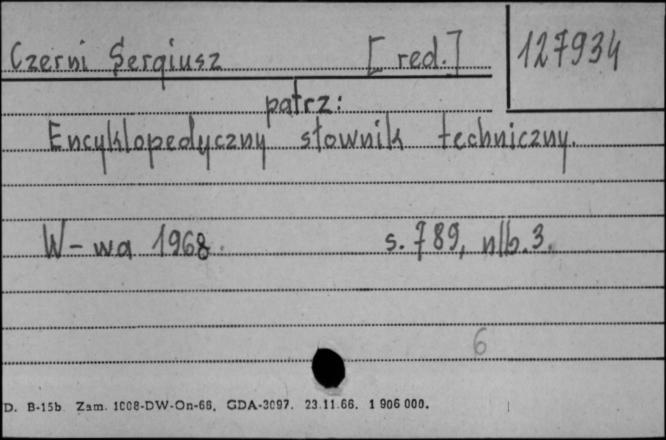 Czerni Sergiusz [red.] 127934
patrz:
Encyklopedyczny słownik techniczny.
W-wa 1968. s. 789, nlb. 3.
6
D. B-15b Zam. 1008-DW-On-66. GDA-3097. 23.11.66. 1 906 000.